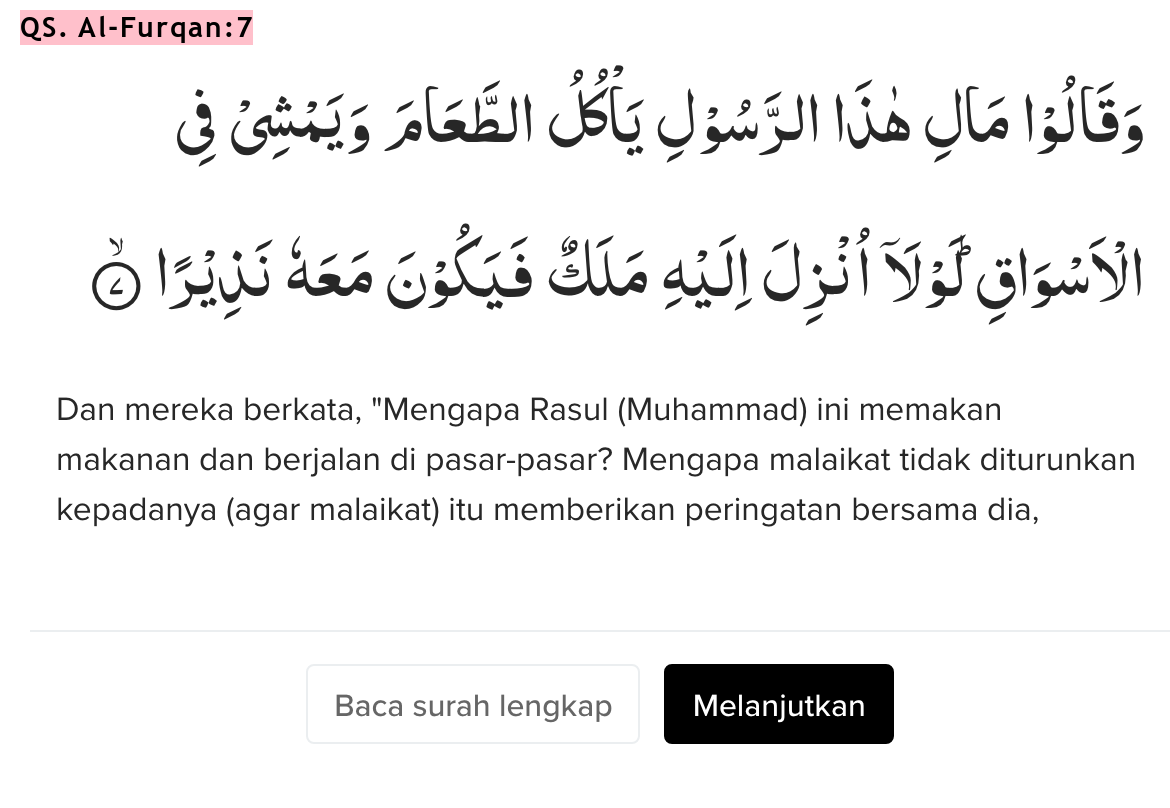 QS. Al-Furqan:7
وَقَالُوْا مَالِ هٰذَا الرَّسُوْلِ يَأْكُلُ الطَّعَامَ وَيَمْشِيْ فِى
الْاَسْوَاقِۗ لَوْلَآ اُنْزِلَ اِلَيْهِ مَلَكٌ فَيَكُوْنَ مَعَهٗ نَذِيْرًا ۙ ٧
Dan mereka berkata, "Mengapa Rasul (Muhammad) ini memakan
makanan dan berjalan di pasar-pasar? Mengapa malaikat tidak diturunkan
kepadanya (agar malaikat) itu memberikan peringatan bersama dia,
Baca surah lengkap
Melanjutkan